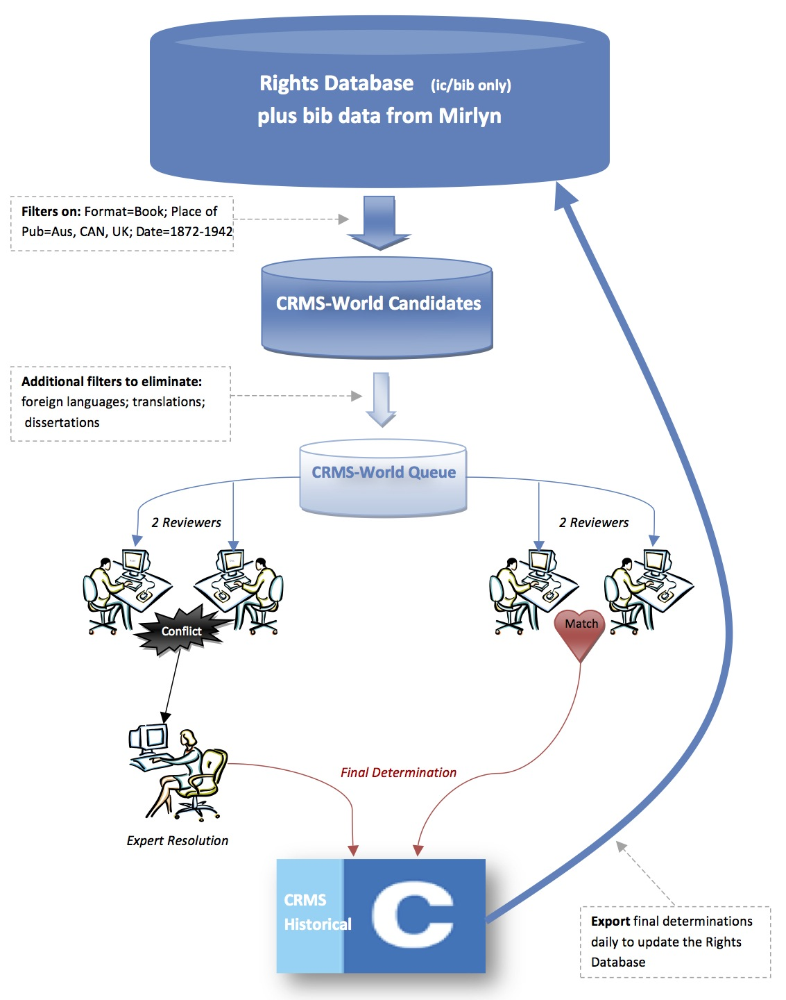 Rights Database (ic/bib only)
plus bib data from Mirlyn
Filters on: Format=Book; Place of
Pub=Aus, CAN, UK; Date=1872-1942
CRMS-World Candidates
Additional filters to eliminate:
foreign languages; translations;
dissertations
CRMS-World Queue
2 Reviewers
2 Reviewers
Conflict
Match
Final Determination
Expert Resolution
CRMS
Historical
C
Export final determinations
daily to update the Rights
Database